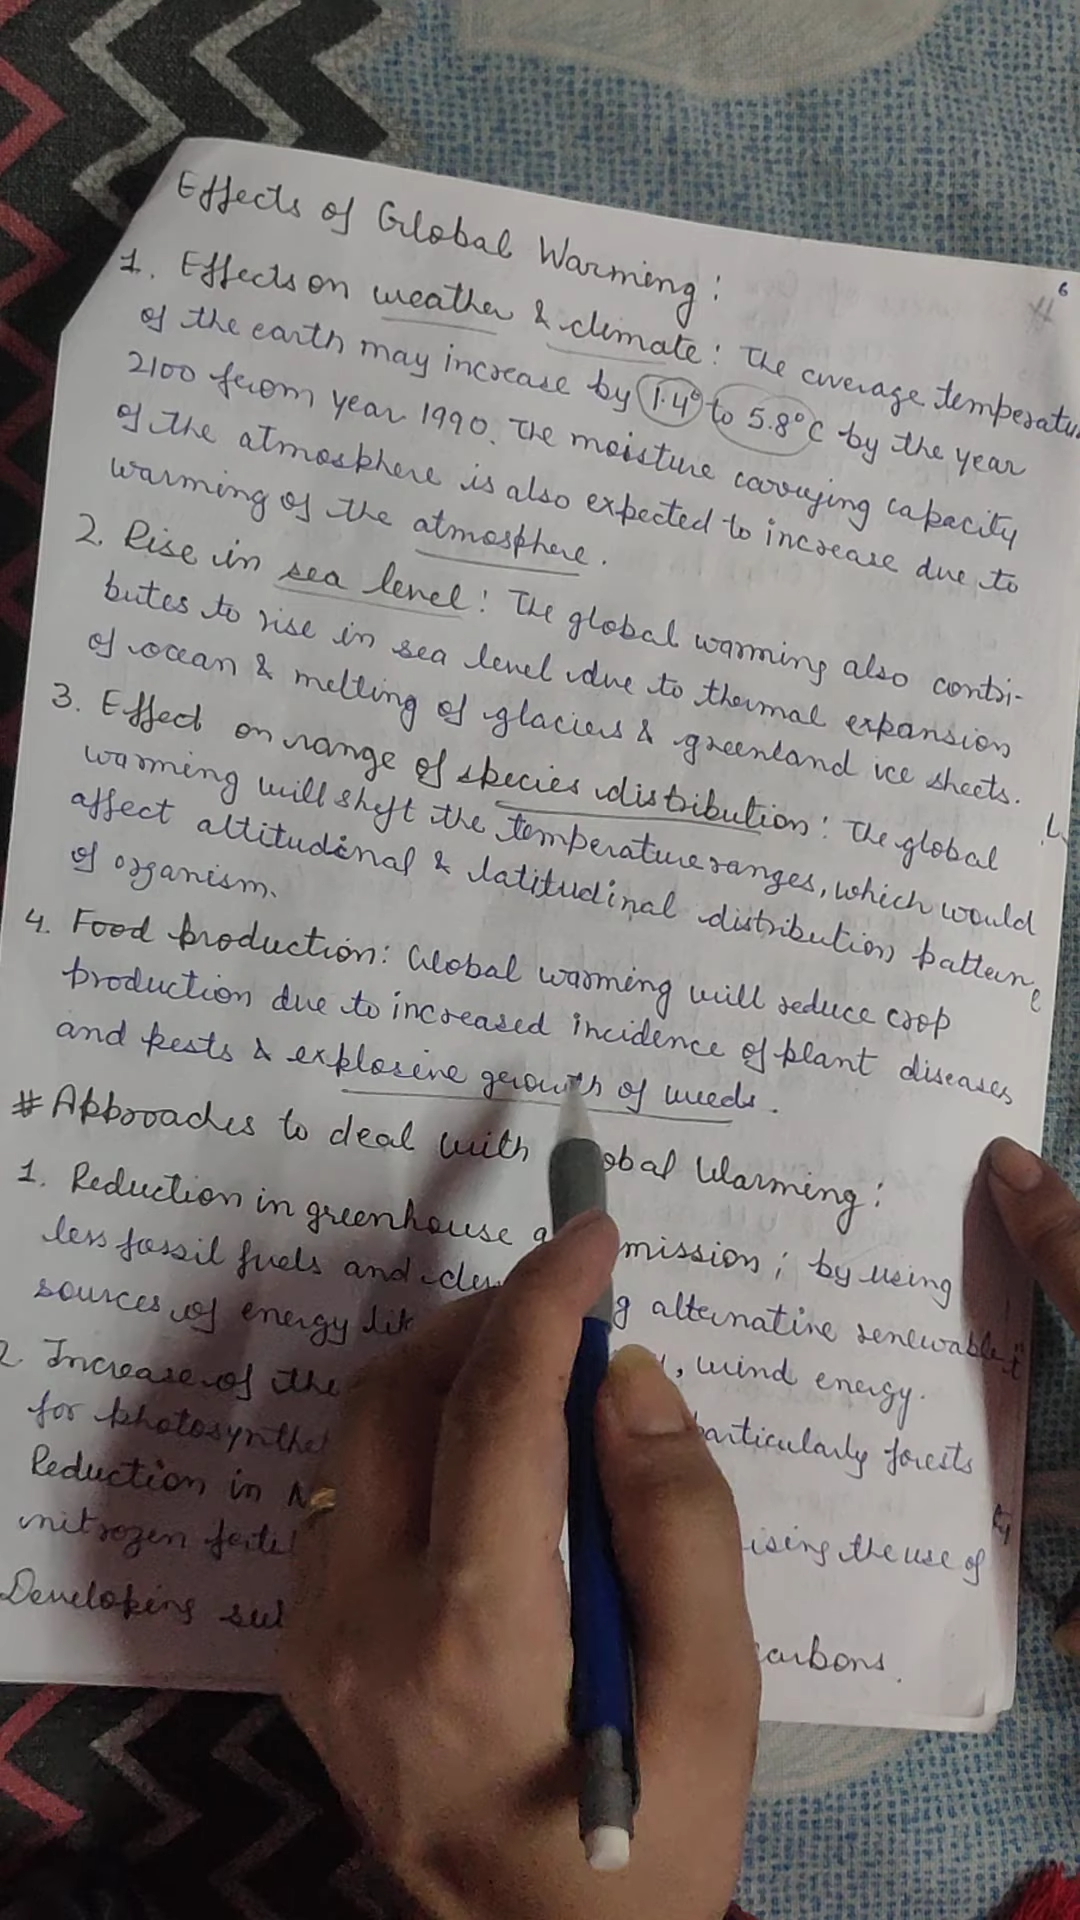 6
Effects of Global Warming:
1. Effects on weather & climate: The average temperatu
of the earth may increase by 1.4° to 5.8°C by the year
2100 from year 1990. The moisture carrying capacity
of the atmosphere is also expected to increase due to
warming of the atmosphere.
2. Rise in sea level: The global warming also contri-
butes to rise in sea level due to thermal expansion
of ocean & melting of glaciers & greenland ice sheets.
3. Effect on range of species distribution: The global
warming will shift the temperature ranges, which would
affect altitudinal & latitudinal distribution pattern
of organism.
4. Food production: Global warming will reduce crop
production due to increased incidence of plant diseases
and pests & explosive growth of weeds.
# Approaches to deal with obal Warming:
1. Reduction in greenhouse mission; by using
less fossil fuels and g alternative renewable
sources of energy , wind energy.
2 Increase of the particularly forests
for photosynthe
Reduction in N ising the use of
nitrogen ferti
Developing su carbons.